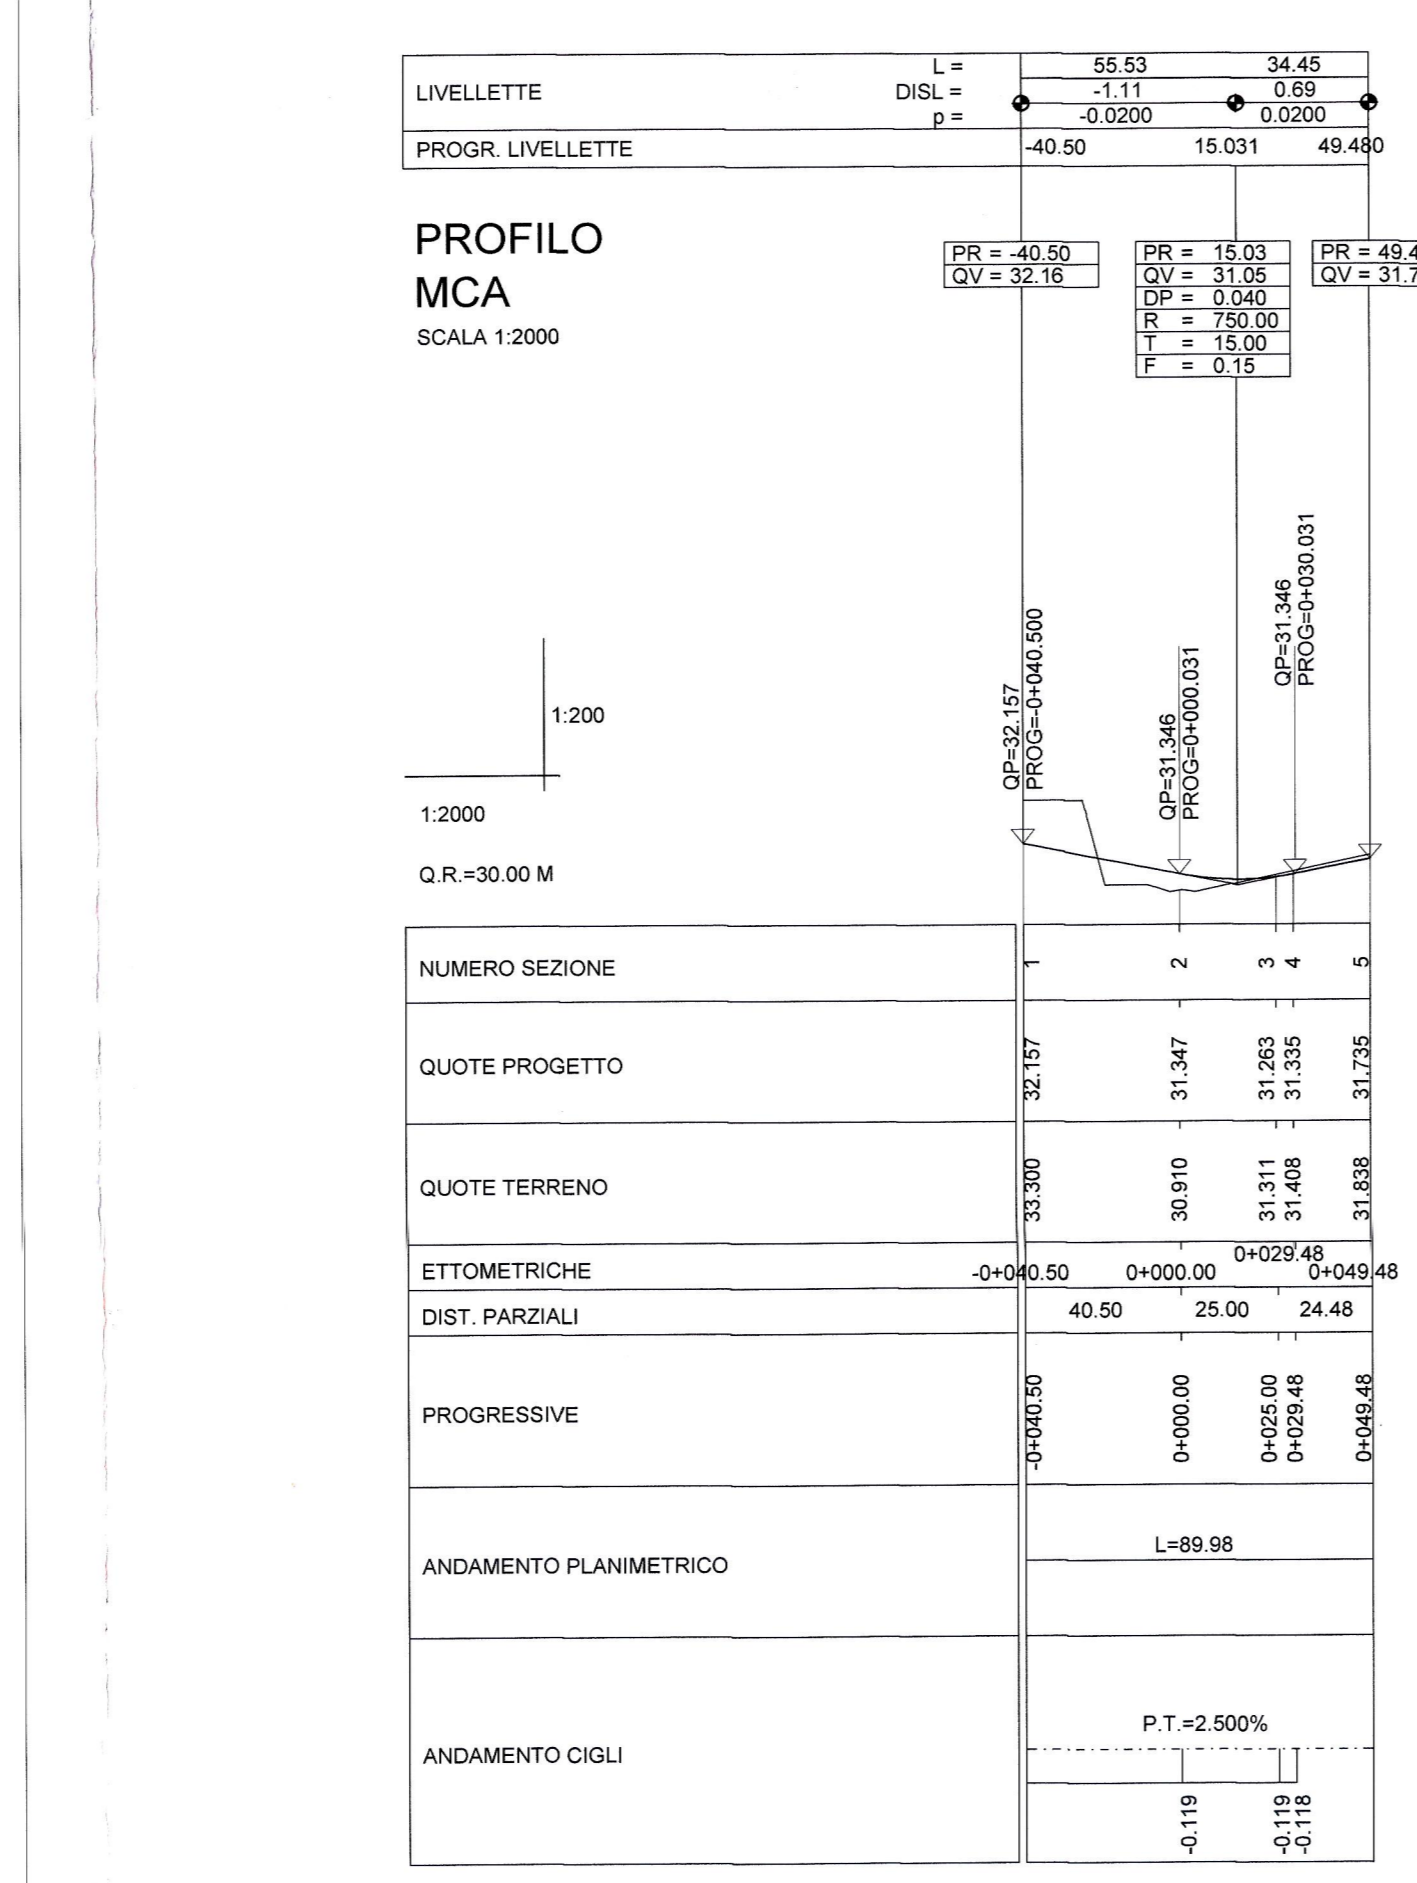 LIVELLETTE
L = 55.53 34.45
DISL = -1.11 0.69
p = -0.0200 0.0200
PROGR. LIVELLETTE -40.50 15.031 49.480
PROFILO
MCA
SCALA 1:2000
PR = -40.50
QV = 32.16
PR = 15.03
QV = 31.05
DP = 0.040
R = 750.00
T = 15.00
F = 0.15
PR = 49.4
QV = 31.7
QP=32.157
PROG=-0+040.500
QP=31.346
PROG=0+000.031
QP=31.346
PROG=0+030.031
1:200
1:2000
Q.R.=30.00 M
NUMERO SEZIONE 1 2 3 4 5
QUOTE PROGETTO 32.157 31.347 31.263 31.335 31.735
QUOTE TERRENO 33.300 30.910 31.311 31.408 31.838
ETTOMETRICHE -0+040.50 0+000.00 0+029.48 0+049.48
DIST. PARZIALI 40.50 25.00 24.48
PROGRESSIVE -0+040.50 0+000.00 0+025.00 0+029.48 0+049.48
ANDAMENTO PLANIMETRICO L=89.98
ANDAMENTO CIGLI P.T.=2.500%
-0.119 -0.119 -0.118